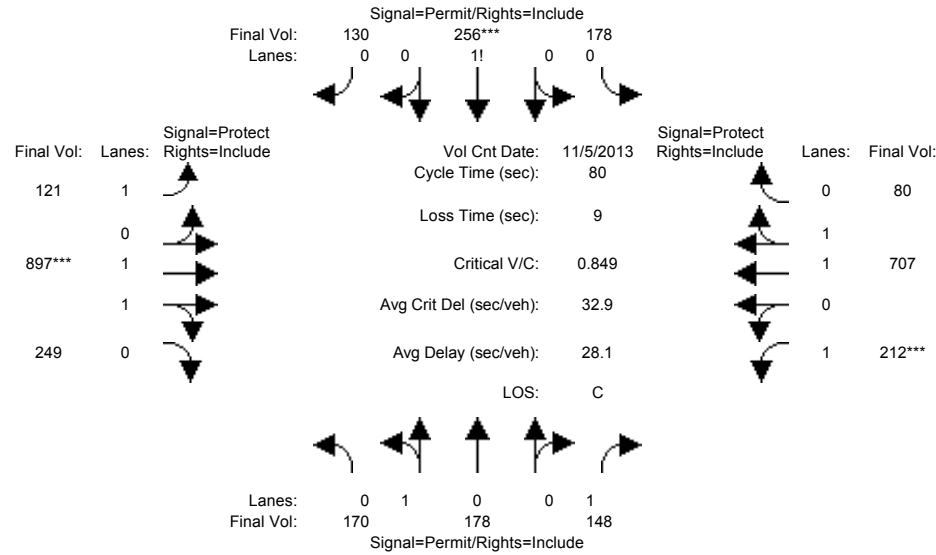 Signal=Permit/Rights=Include
Final Vol: 130 256*** 178
Lanes: 0 0 1! 0 0
Signal=Protect Signal=Protect
Final Vol: Lanes: Rights=Include Vol Cnt Date: 11/5/2013 Rights=Include Lanes: Final Vol:
Cycle Time (sec): 80
121 1 0 80
Loss Time (sec): 9
0 1
897*** 1 Critical V/C: 0.849 1 707
1 Avg Crit Del (sec/veh): 32.9 0
249 0 Avg Delay (sec/veh): 28.1 1 212***
LOS: C
Lanes: 0 1 0 0 1
Final Vol: 170 178 148
Signal=Permit/Rights=Include